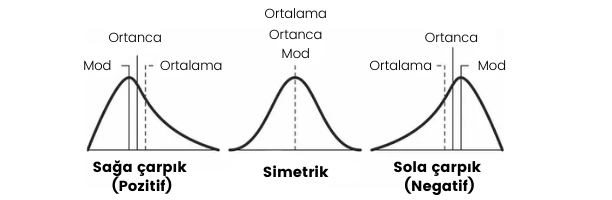 Ortanca
Mod
Ortalama
Sağa çarpık
(Pozitif)
Ortalama
Ortanca
Mod
Simetrik
Ortanca
Ortalama
Mod
Sola çarpık
(Negatif)